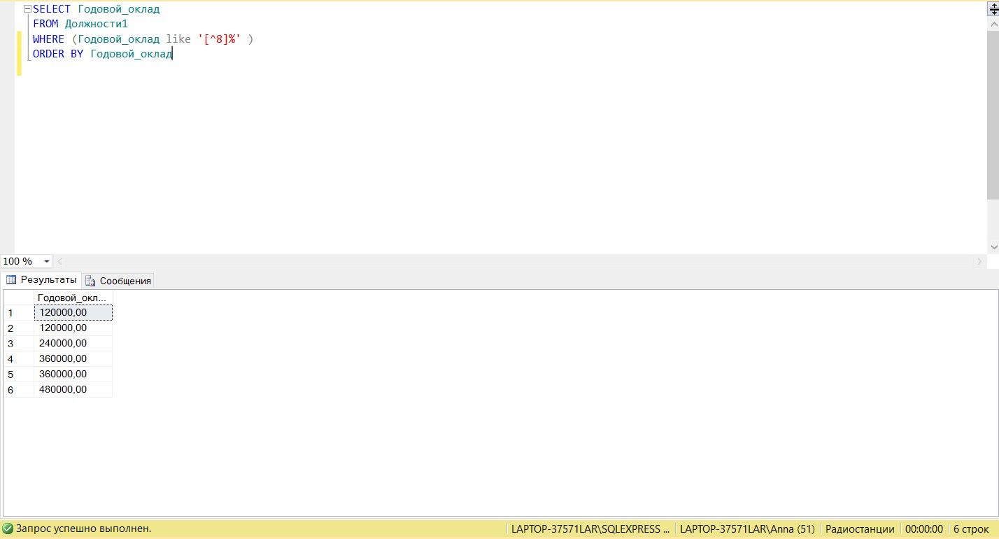 SELECT Годовой_оклад
FROM Должности1
WHERE (Годовой_оклад like '[^8]%' )
ORDER BY Годовой_оклад
100 %
Результаты Сообщения
Годовой_окл...
1 120000,00
2 120000,00
3 240000,00
4 360000,00
5 360000,00
6 480000,00
Запрос успешно выполнен. LAPTOP-37571LAR\SQLEXPRESS ... LAPTOP-37571LAR\Anna (51) Радиостанции 00:00:00 6 строк